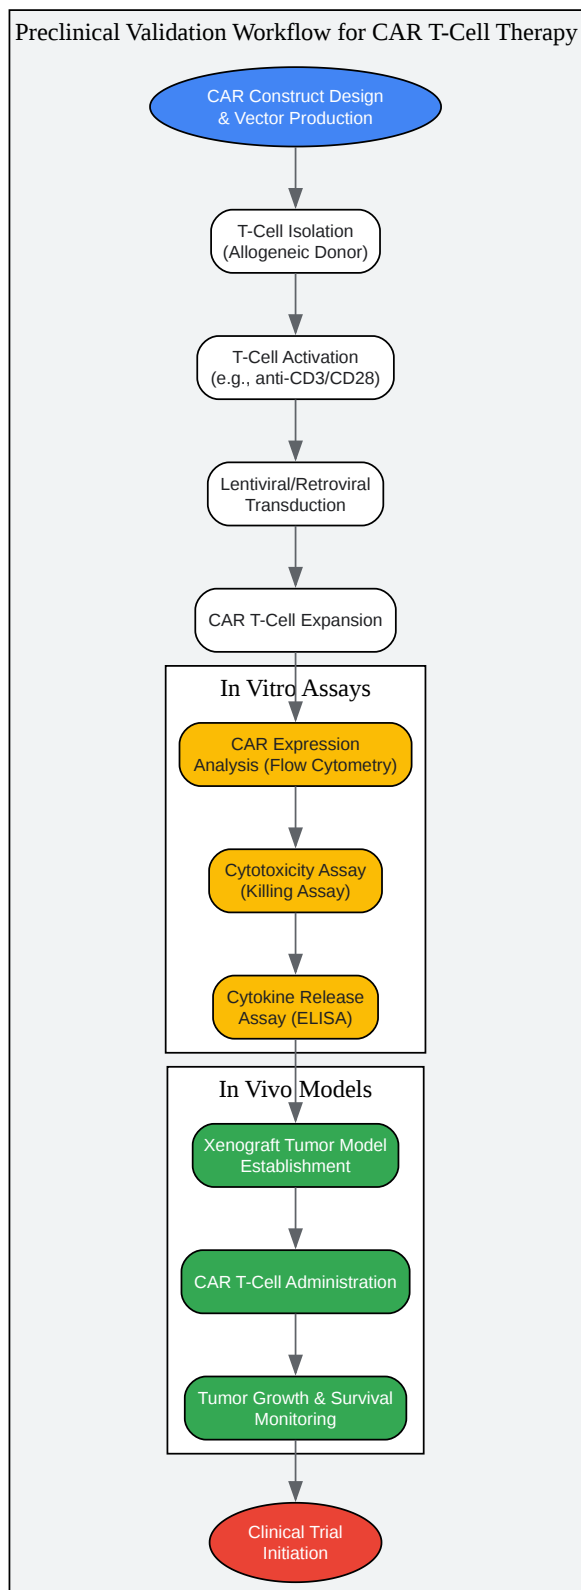 Preclinical Validation Workflow for CAR T-Cell Therapy
CAR Construct Design
& Vector Production
T-Cell Isolation
(Allogeneic Donor)
T-Cell Activation
(e.g., anti-CD3/CD28)
Lentiviral/Retroviral
Transduction
CAR T-Cell Expansion
In Vitro Assays
CAR Expression
Analysis (Flow Cytometry)
Cytotoxicity Assay
(Killing Assay)
Cytokine Release
Assay (ELISA)
In Vivo Models
Xenograft Tumor Model
Establishment
CAR T-Cell Administration
Tumor Growth & Survival
Monitoring
Clinical Trial
Initiation